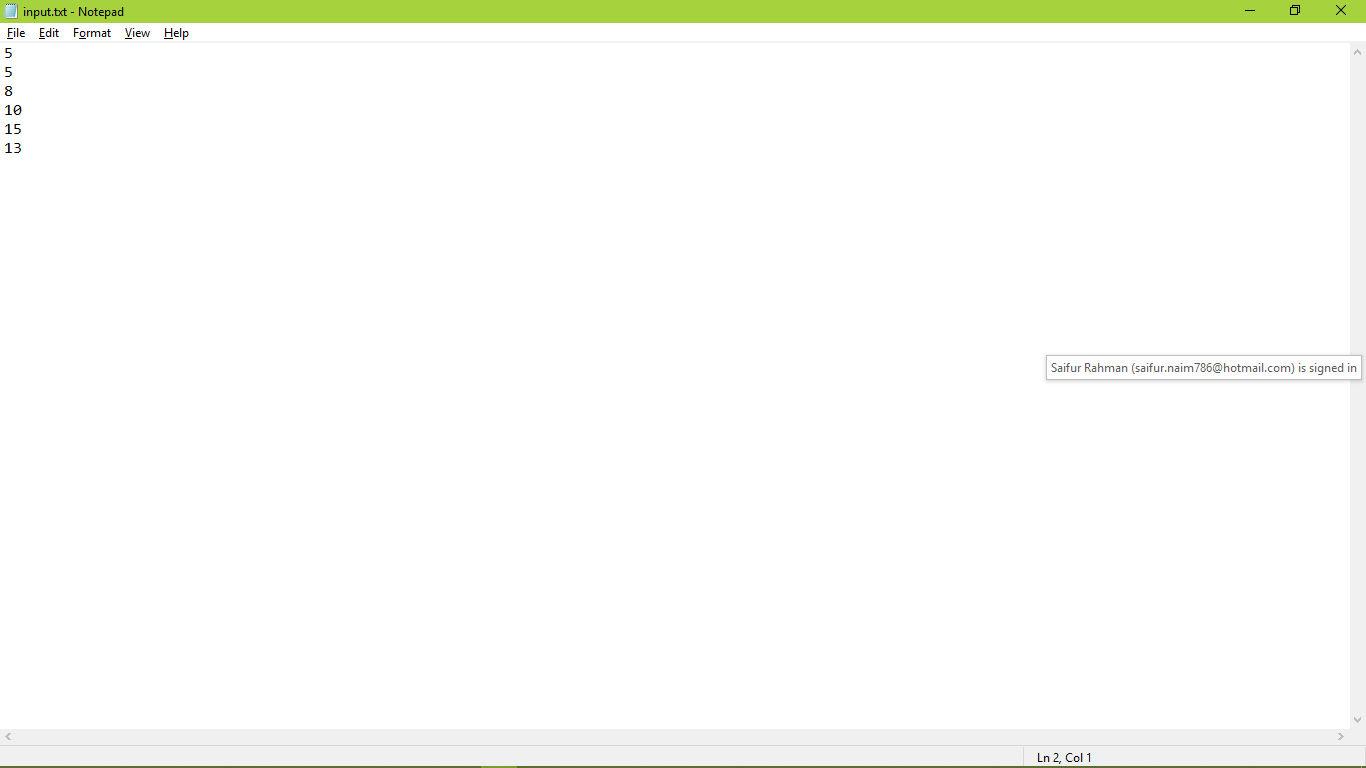 input.txt - Notepad
File Edit Format View Help
5
5
8
10
15
13
Saifur Rahman (saifur.naim786@hotmail.com) is signed in
Ln 2, Col 1